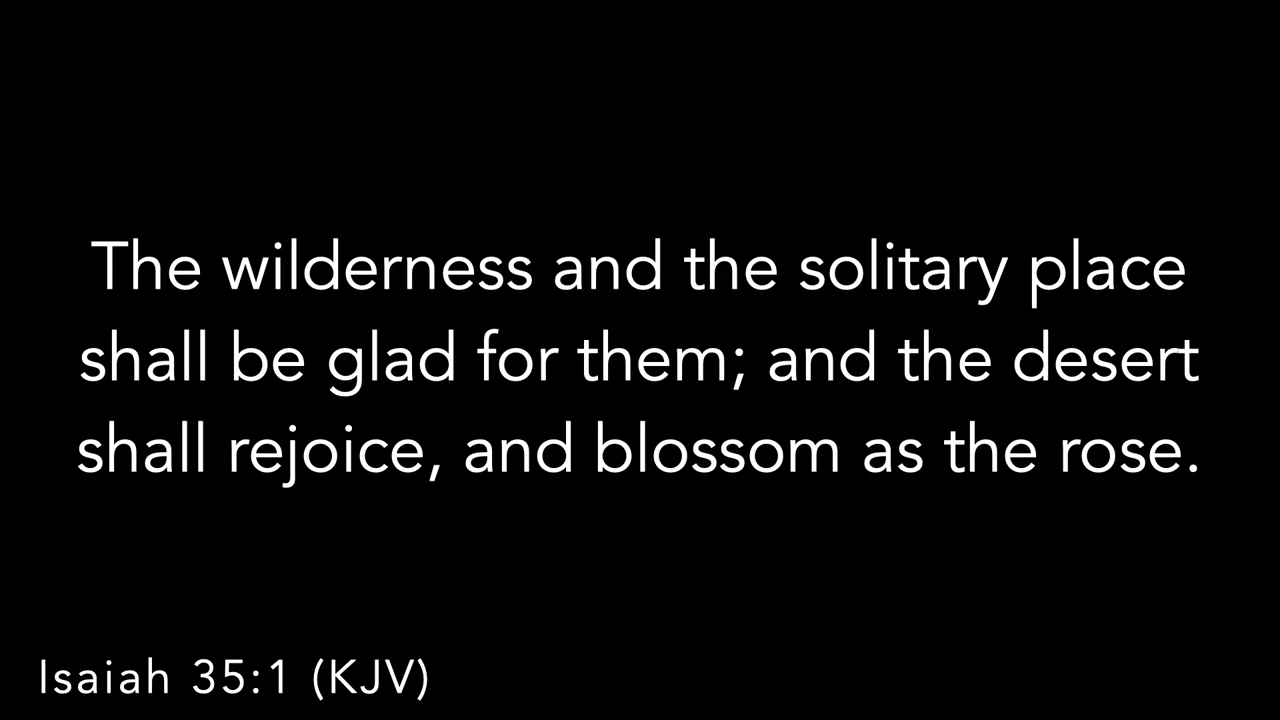 The wilderness and the solitary place
shall be glad for them; and the desert
shall rejoice, and blossom as the rose.
Isaiah 35:1 (KJV)